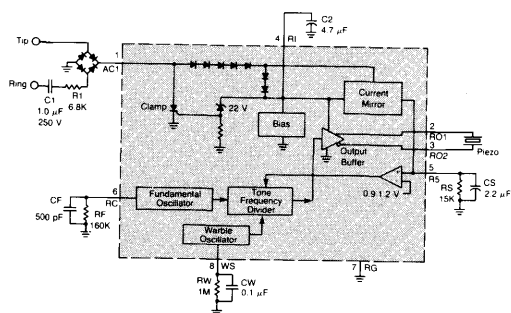 Tip
Ring
C1
1.0 µF
250 V
R1
6.8K
1
AC1
C2
4.7 µF
4 RI
Clamp
22 V
Bias
Current
Mirror
Output
Buffer
2
RO1
3
RO2
Piezo
5
R5
0.9 1.2 V
RS
15K
CS
2.2 µF
CF
500 pF
RF
160K
6
RC
Fundamental
Oscillator
Tone
Frequency
Divider
Warble
Oscillator
8 WS
RW
1M
CW
0.1 µF
7 RG